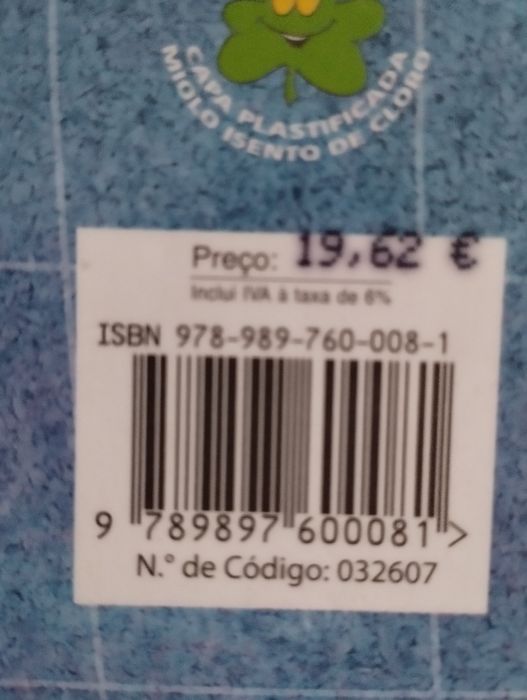 CAPA PLASTIFICADA
MIOLO ISENTO DE CLORO
Preço: 19,62 €
Inclui IVA à taxa de 6%
ISBN 978-989-760-008-1
9 789897 600081 >
N.° de Código: 032607